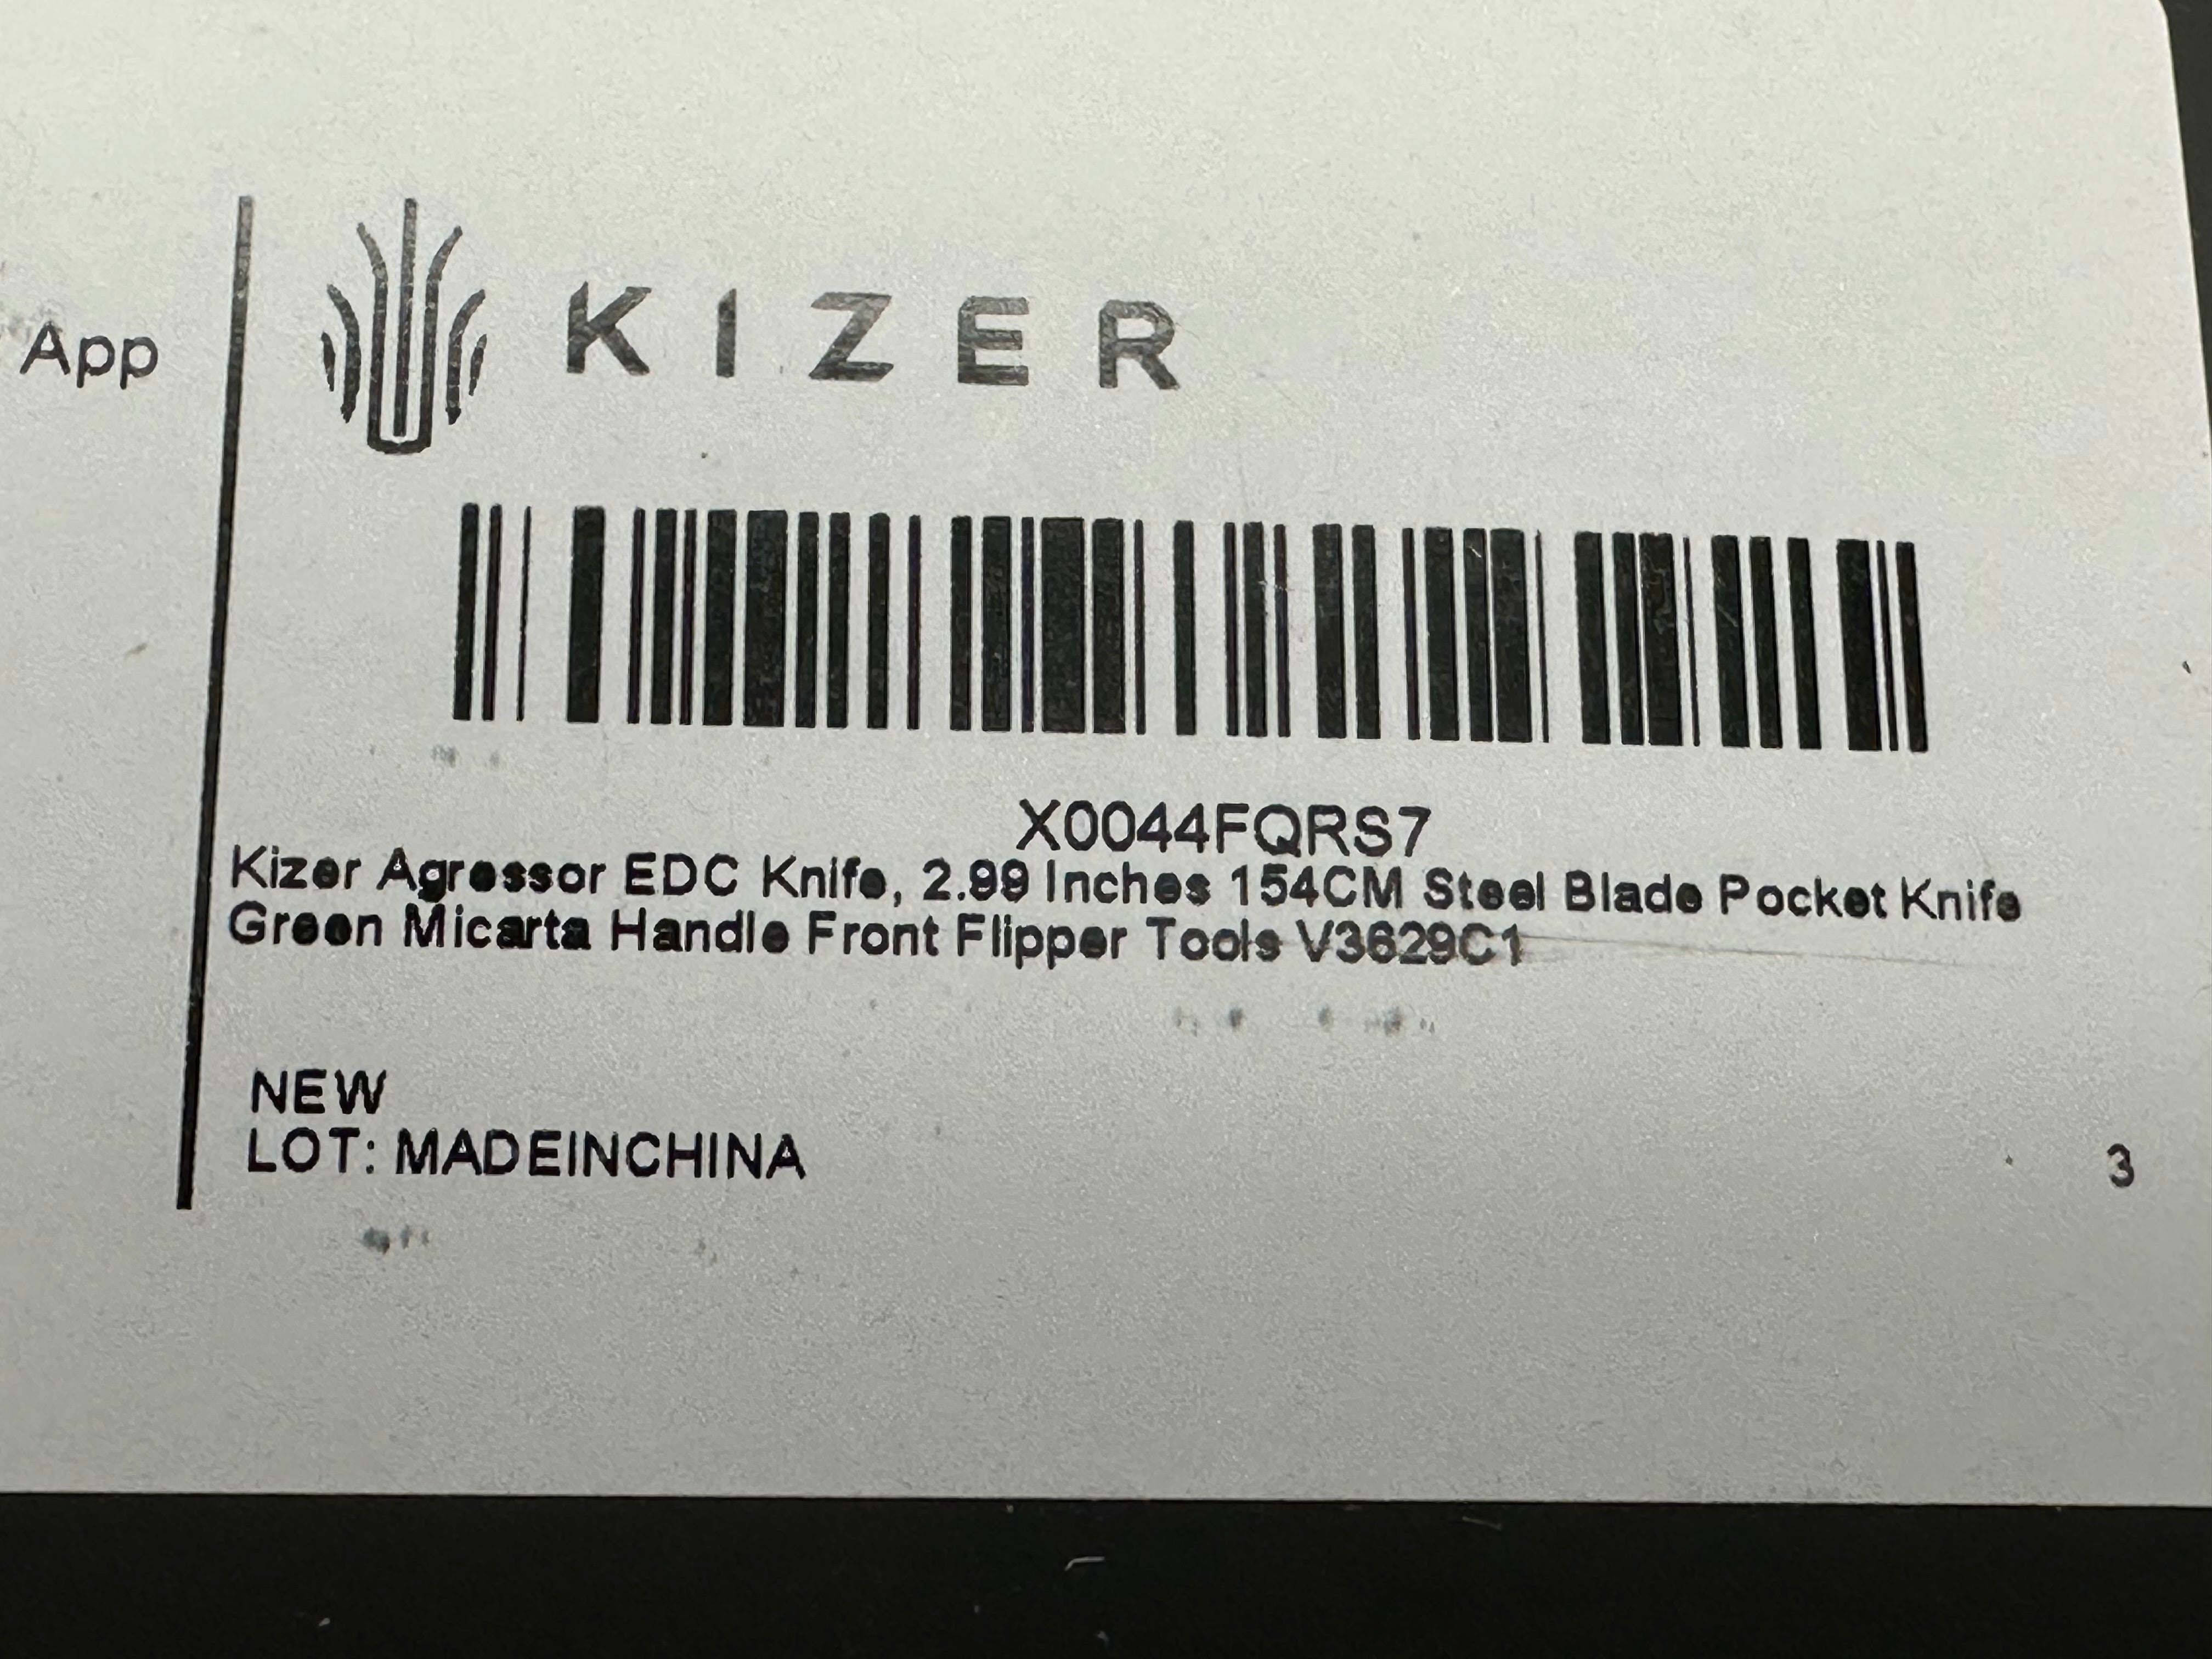 App
KIZER
X0044FQRS7
Kizer Agressor EDC Knife, 2.99 Inches 154CM Steel Blade Pocket Knife
Green Micarta Handle Front Flipper Tools V3629C1
NEW
LOT: MADEINCHINA
3